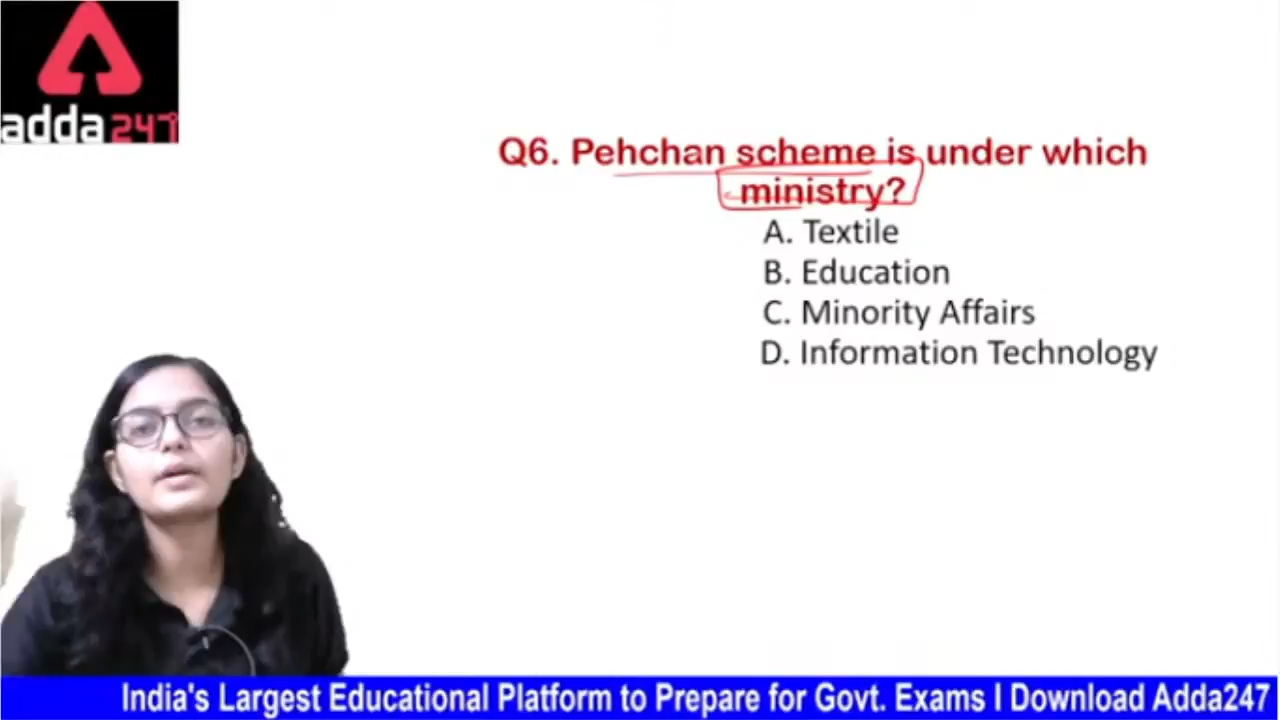 adda247
Q6. Pehchan scheme is under which
ministry?
A. Textile
B. Education
C. Minority Affairs
D. Information Technology
India's Largest Educational Platform to Prepare for Govt. Exams I Download Adda247